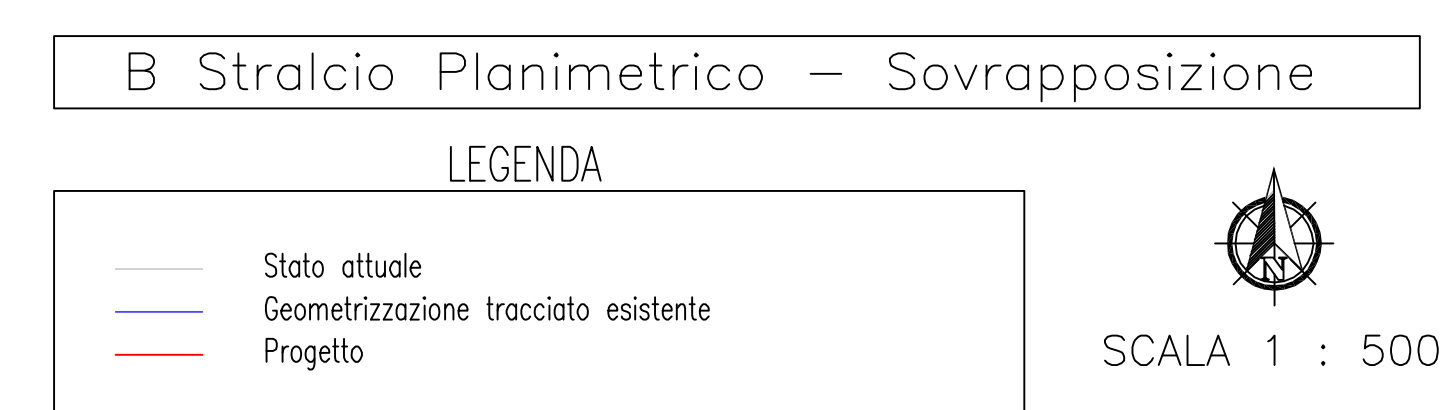 B Stralcio Planimetrico – Sovrapposizione
LEGENDA
Stato attuale
Geometrizzazione tracciato esistente
Progetto
N
SCALA 1 : 500